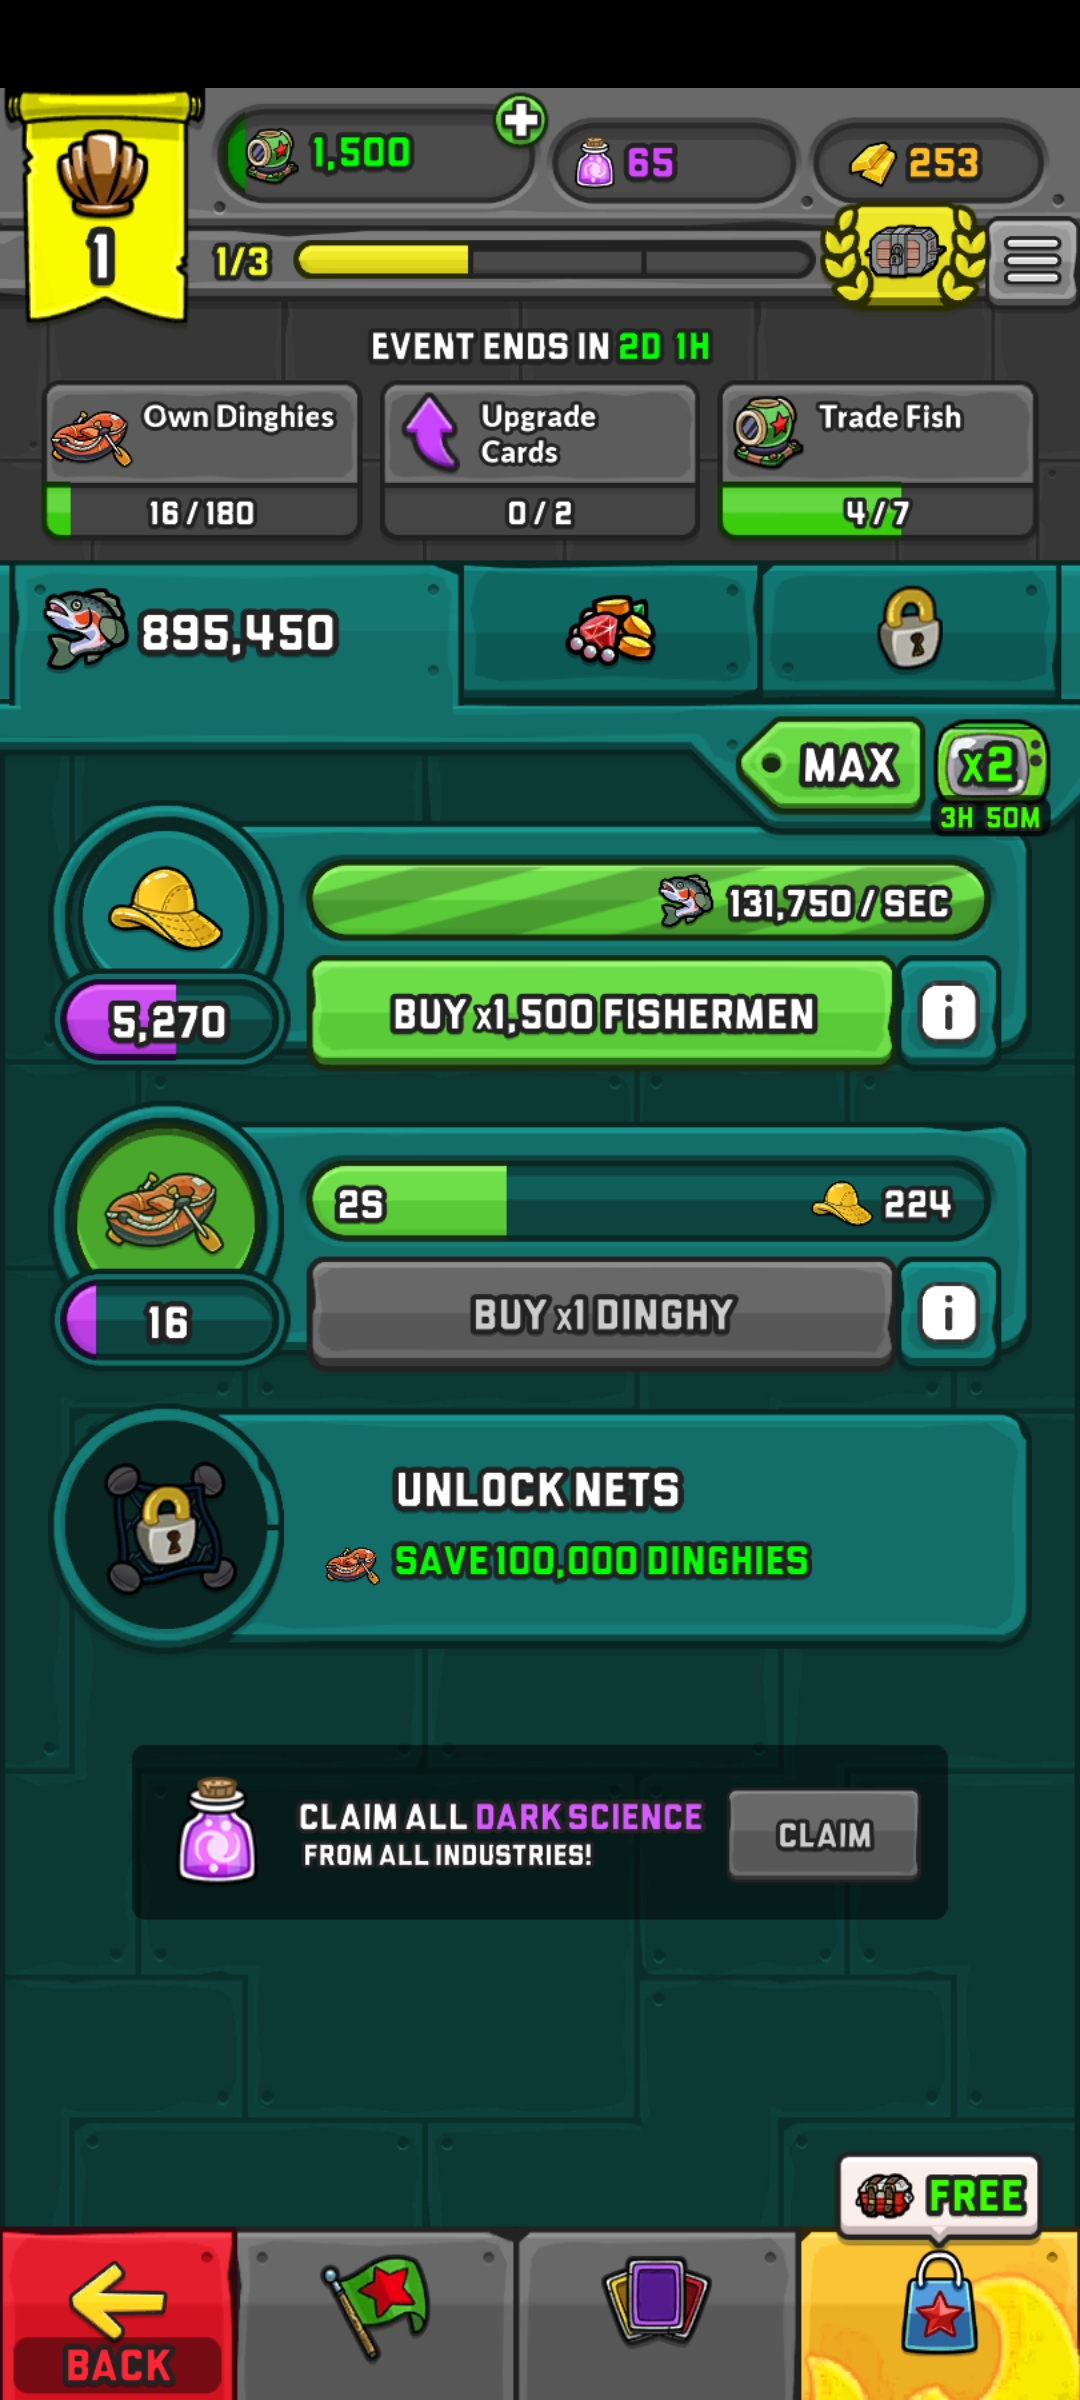 1
1,500
65
253
1/3
EVENT ENDS IN 2D 1H
Own Dinghies
16 / 180
Upgrade
Cards
0 / 2
Trade Fish
4 / 7
895,450
MAX
x2
3H 50M
131,750 / SEC
5,270
BUY x1,500 FISHERMEN
i
2S
224
16
BUY x1 DINGHY
i
UNLOCK NETS
SAVE 100,000 DINGHIES
CLAIM ALL DARK SCIENCE
FROM ALL INDUSTRIES!
CLAIM
FREE
BACK